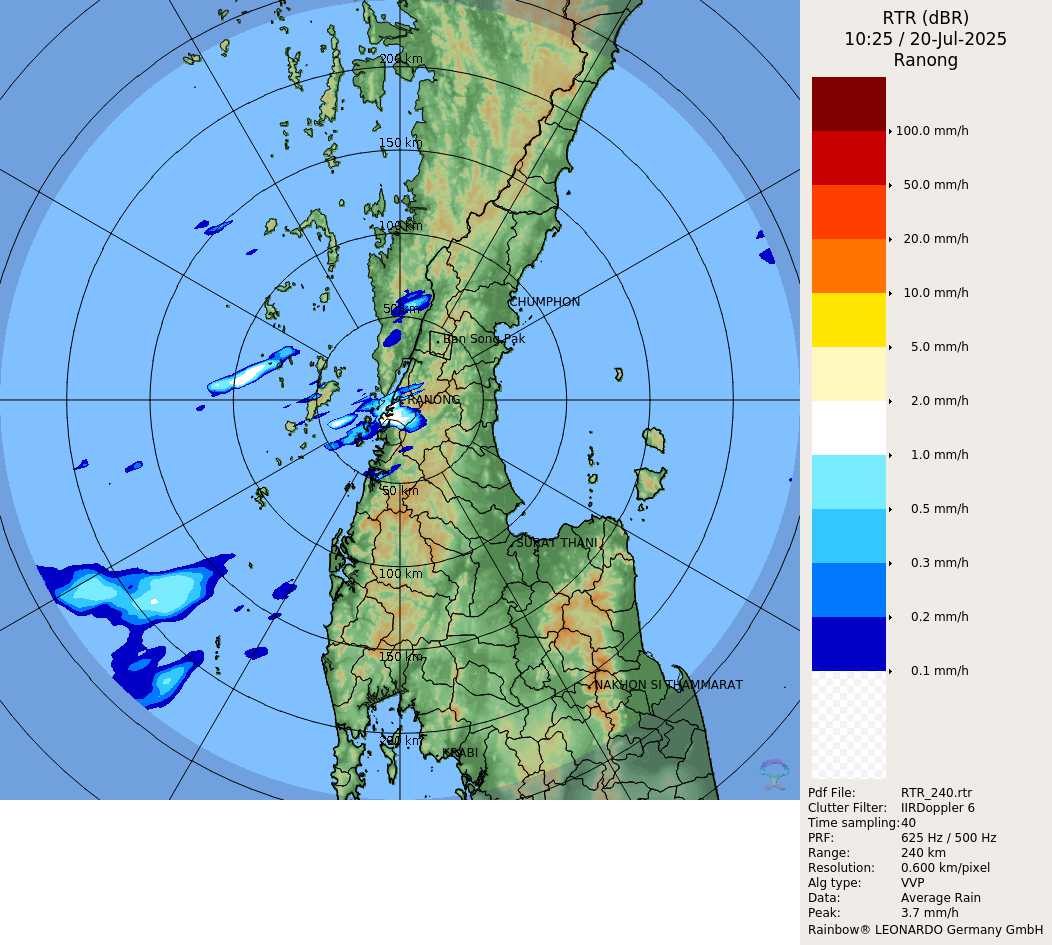 RTR (dBR)
10:25 / 20-Jul-2025
Ranong
100.0 mm/h
50.0 mm/h
20.0 mm/h
10.0 mm/h
5.0 mm/h
2.0 mm/h
1.0 mm/h
0.5 mm/h
0.3 mm/h
0.2 mm/h
0.1 mm/h
Pdf File: RTR_240.rtr
Clutter Filter: IIRDoppler 6
Time sampling: 40
PRF: 625 Hz / 500 Hz
Range: 240 km
Resolution: 0.600 km/pixel
Alg type: VVP
Data: Average Rain
Peak: 3.7 mm/h
Rainbow® LEONARDO Germany GmbH
200 km
150 km
100 km
50 km
CHUMPHON
Ban Song Pak
RANONG
50 km
SURAT THANI
100 km
150 km
NAKHON SI THAMMARAT
200 km
KRABI